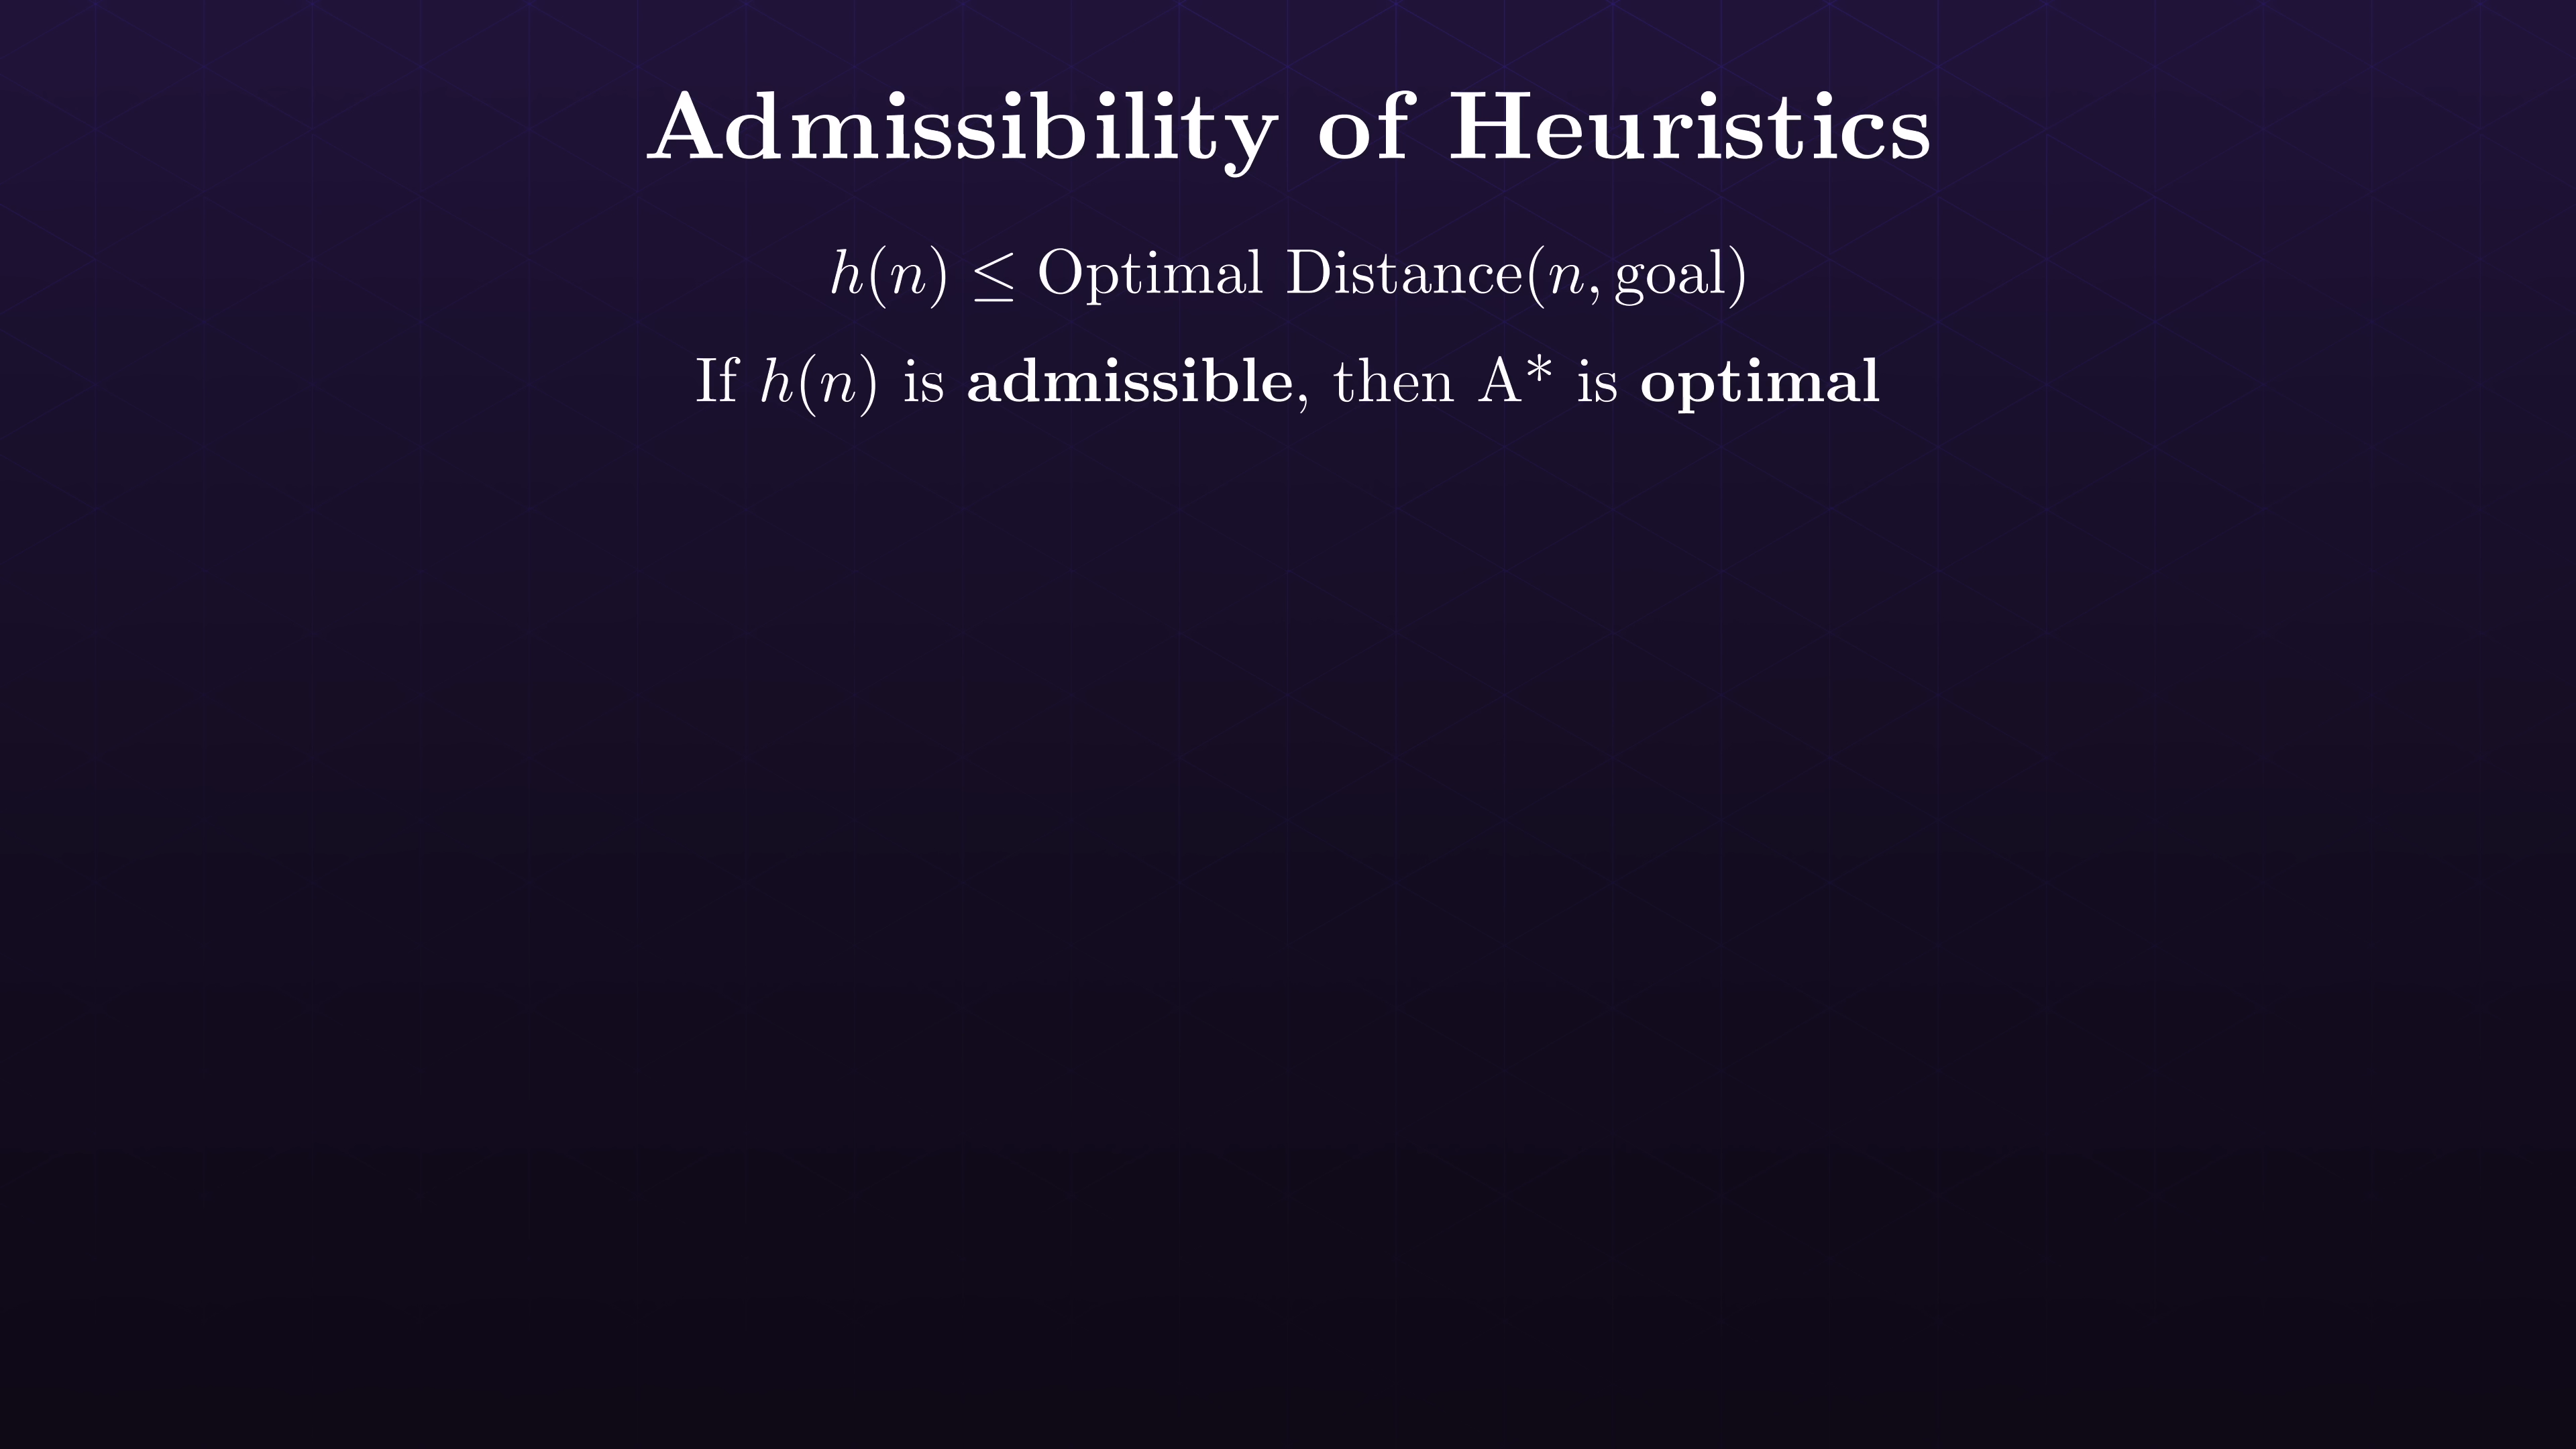 Admissibility of Heuristics
h(n) ≤ Optimal Distance(n, goal)
If h(n) is admissible, then A* is optimal